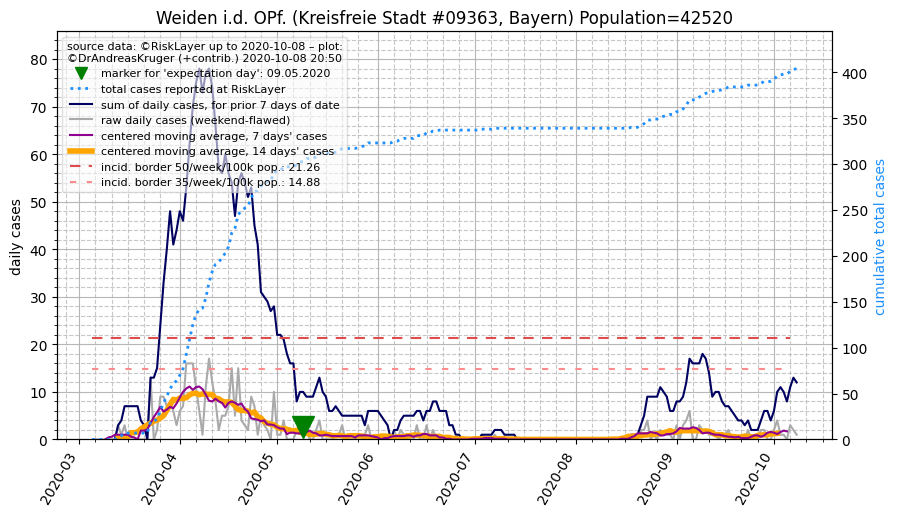 Weiden i.d. OPf. (Kreisfreie Stadt #09363, Bayern) Population=42520
source data: ©RiskLayer up to 2020-10-08 – plot:
©DrAndreasKruger (+contrib.) 2020-10-08 20:50
marker for 'expectation day': 09.05.2020
total cases reported at RiskLayer
sum of daily cases, for prior 7 days of date
raw daily cases (weekend-flawed)
centered moving average, 7 days' cases
centered moving average, 14 days' cases
incid. border 50/week/100k pop.: 21.26
incid. border 35/week/100k pop.: 14.88
daily cases
80
70
60
50
40
30
20
10
0
cumulative total cases
400
350
300
250
200
150
100
50
0
2020-03
2020-04
2020-05
2020-06
2020-07
2020-08
2020-09
2020-10